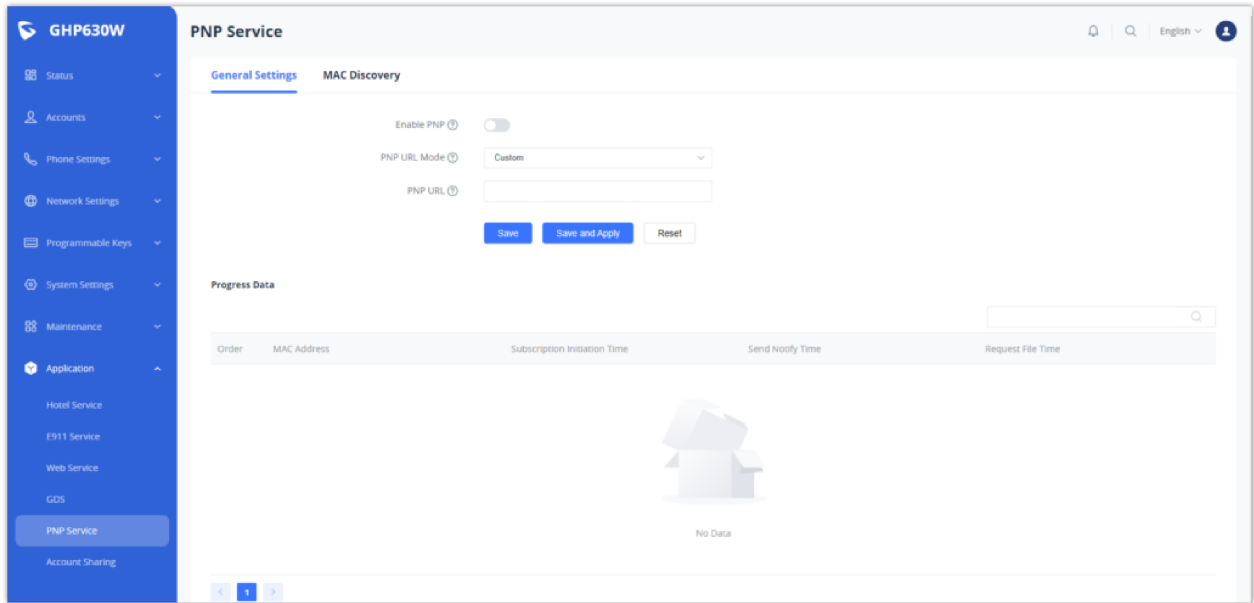 GHP630W
PNP Service
English
Status
Accounts
Phone Settings
Network Settings
Programmable Keys
System Settings
Maintenance
Application
Hotel Service
E911 Service
Web Service
GDS
PNP Service
Account Sharing
General Settings MAC Discovery
Enable PNP
PNP URL Mode Custom
PNP URL
Save Save and Apply Reset
Progress Data
Order MAC Address Subscription Initiation Time Send Notify Time Request File Time
No Data
1